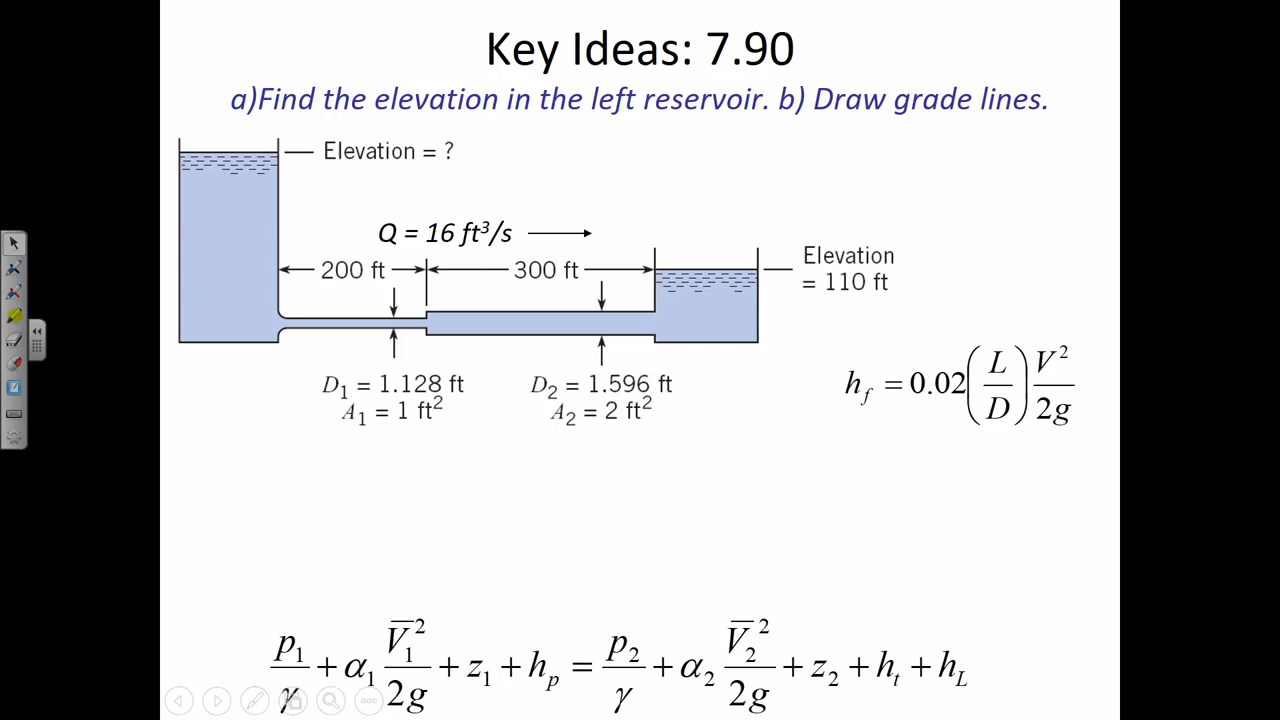 Key Ideas: 7.90
a)Find the elevation in the left reservoir. b) Draw grade lines.
Elevation = ?
Q = 16 ft³/s
200 ft
300 ft
Elevation
= 110 ft
D₁ = 1.128 ft
A₁ = 1 ft²
D₂ = 1.596 ft
A₂ = 2 ft²
h_f = 0.02(L/D)V²/2g
p₁/γ + α₁V̅₁²/2g + z₁ + h_p = p₂/γ + α₂V̅₂²/2g + z₂ + h_t + h_L